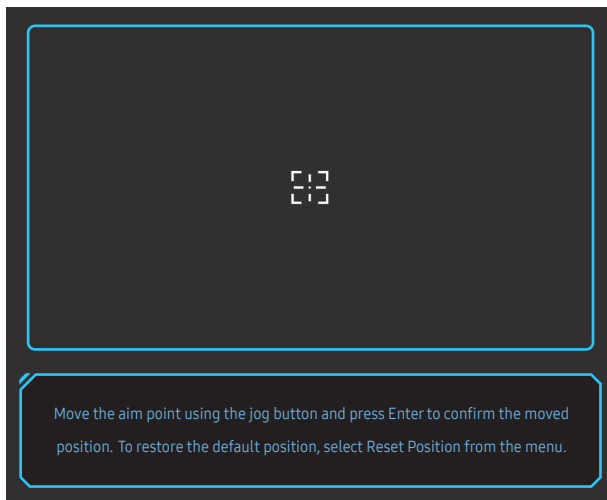 Move the aim point using the jog button and press Enter to confirm the moved
position. To restore the default position, select Reset Position from the menu.